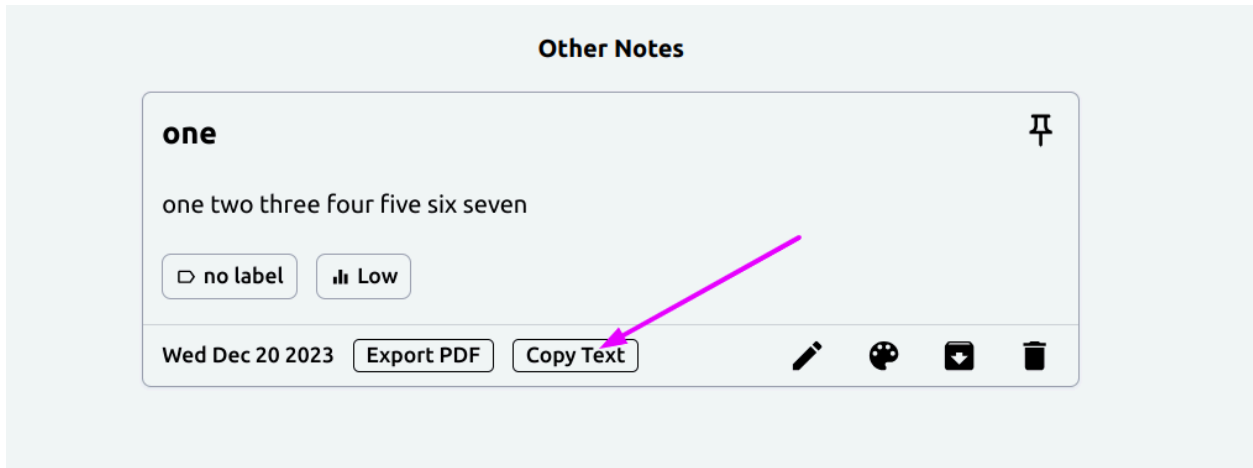 Other Notes
one
one two three four five six seven
no label Low
Wed Dec 20 2023 Export PDF Copy Text